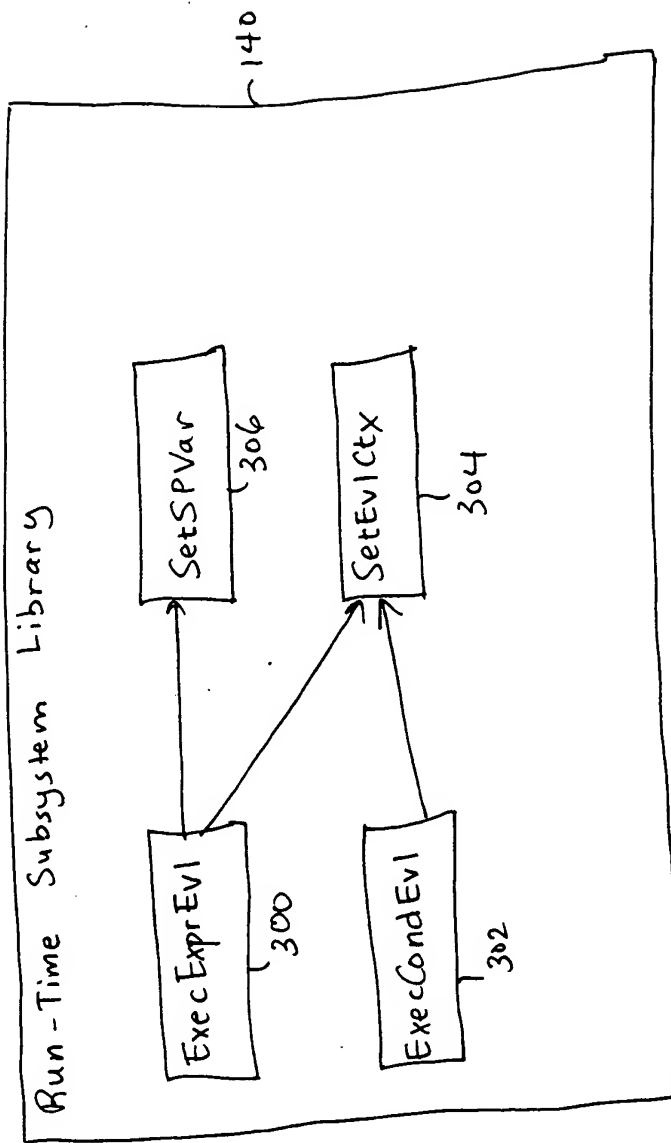 Run-Time Subsystem Library
140
ExecExprEvl
300
SetSPVar
306
ExecCondEvl
302
SetEvlCtx
304